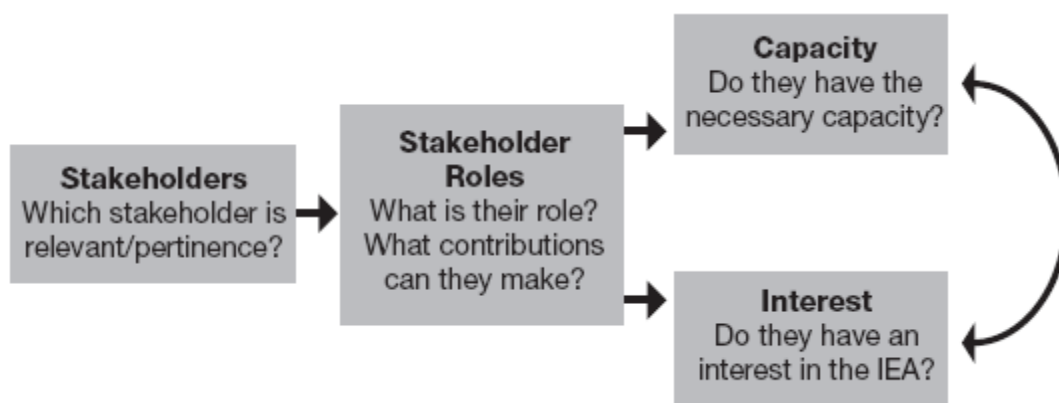 Stakeholders
Which stakeholder is
relevant/pertinence?
Stakeholder
Roles
What is their role?
What contributions
can they make?
Capacity
Do they have the
necessary capacity?
Interest
Do they have an
interest in the IEA?